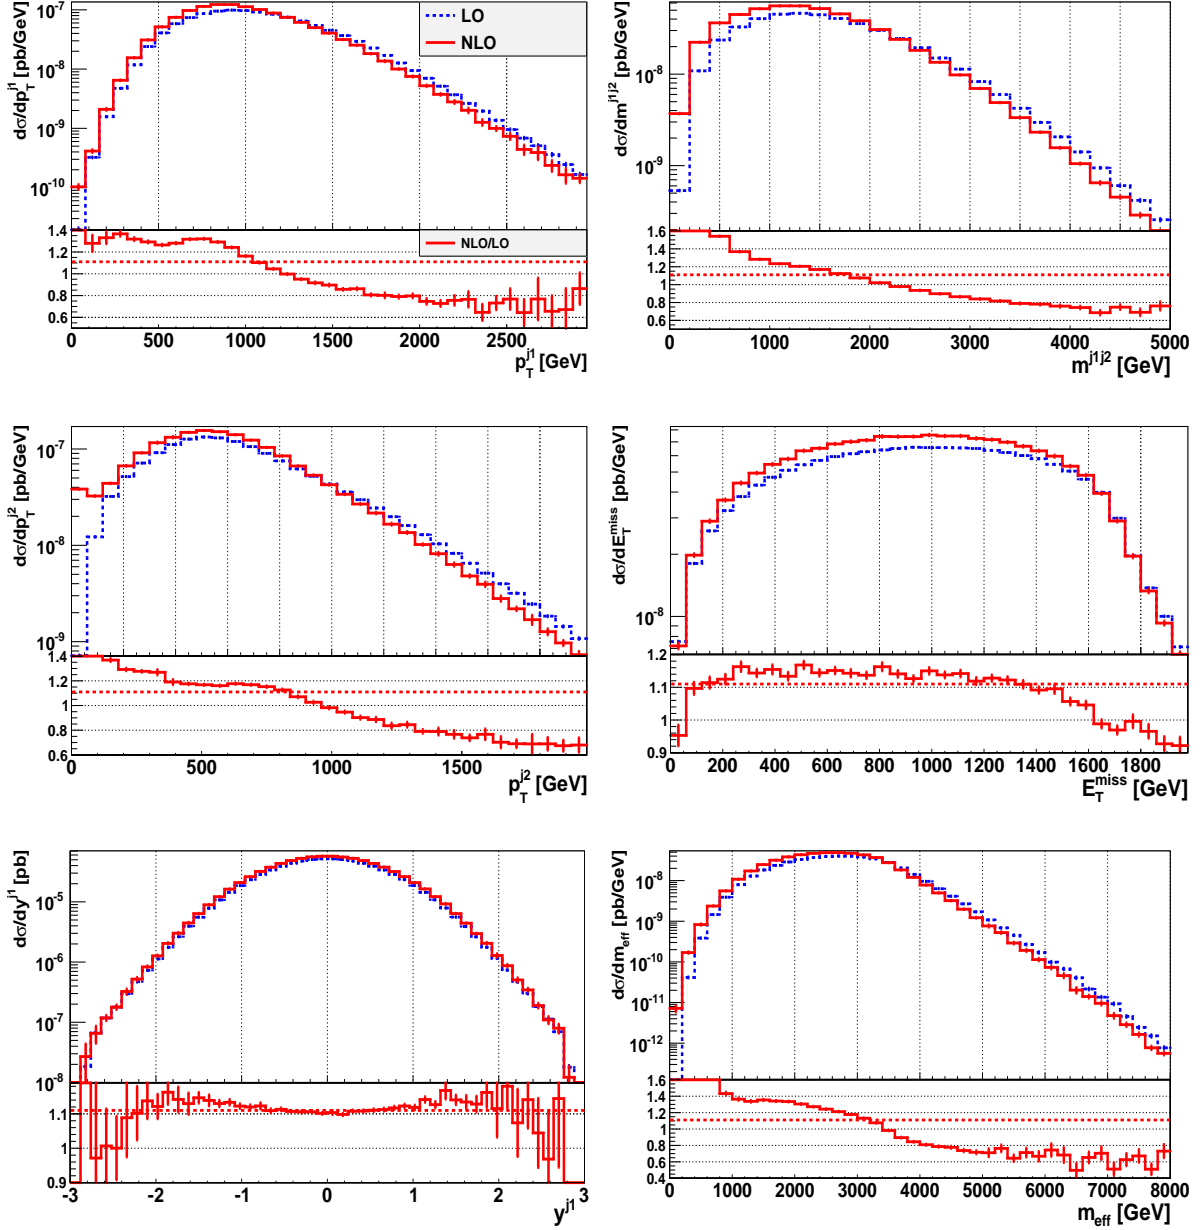 dσ/dp_T^j1 [pb/GeV]
10^-7
10^-8
10^-9
10^-10
LO
NLO
1.4
1.2
1
0.8
0.6
NLO/LO
0 500 1000 1500 2000 2500
p_T^j1 [GeV]
dσ/dm^j1j2 [pb/GeV]
10^-8
10^-9
1.6
1.4
1.2
1
0.8
0.6
0 1000 2000 3000 4000 5000
m^j1j2 [GeV]
dσ/dp_T^j2 [pb/GeV]
10^-7
10^-8
10^-9
1.4
1.2
1
0.8
0.6
0 500 1000 1500
p_T^j2 [GeV]
dσ/dE_T^miss [pb/GeV]
10^-8
1.2
1.1
1
0.9
0 200 400 600 800 1000 1200 1400 1600 1800
E_T^miss [GeV]
dσ/dy^j1 [pb]
10^-5
10^-6
10^-7
10^-8
1.1
1
0.9
-3 -2 -1 0 1 2 3
y^j1
dσ/dm_eff [pb/GeV]
10^-8
10^-9
10^-10
10^-11
10^-12
1.6
1.4
1.2
1
0.8
0.6
0.4
0 1000 2000 3000 4000 5000 6000 7000 8000
m_eff [GeV]